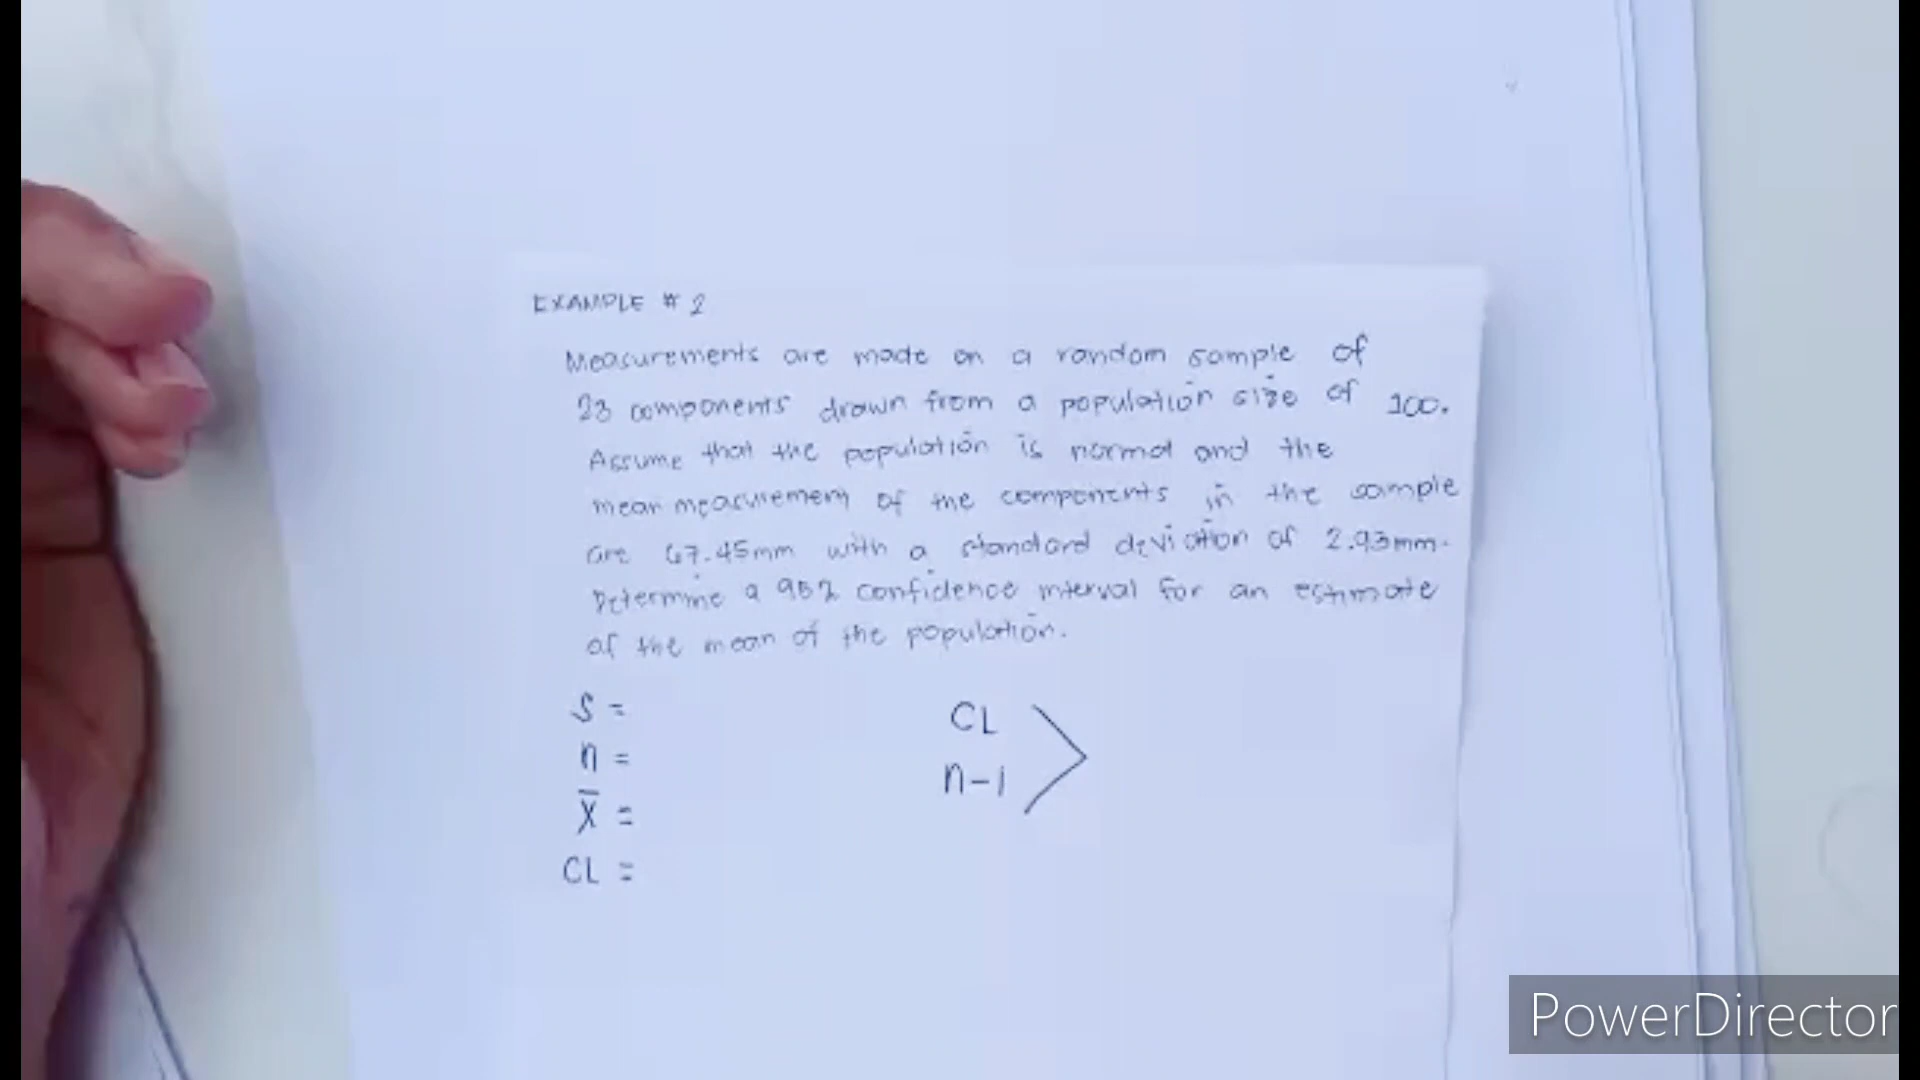 EXAMPLE # 2
Measurements are made on a random sample of
23 components drawn from a population size of 100.
Assume that the population is normal and the
mean measurement of the components in the sample
are 67.45mm with a standard deviation of 2.93mm.
Determine a 95% confidence interval for an estimate
of the mean of the population.
S =
n =
X̄ =
CL =
CL
n-1
PowerDirector